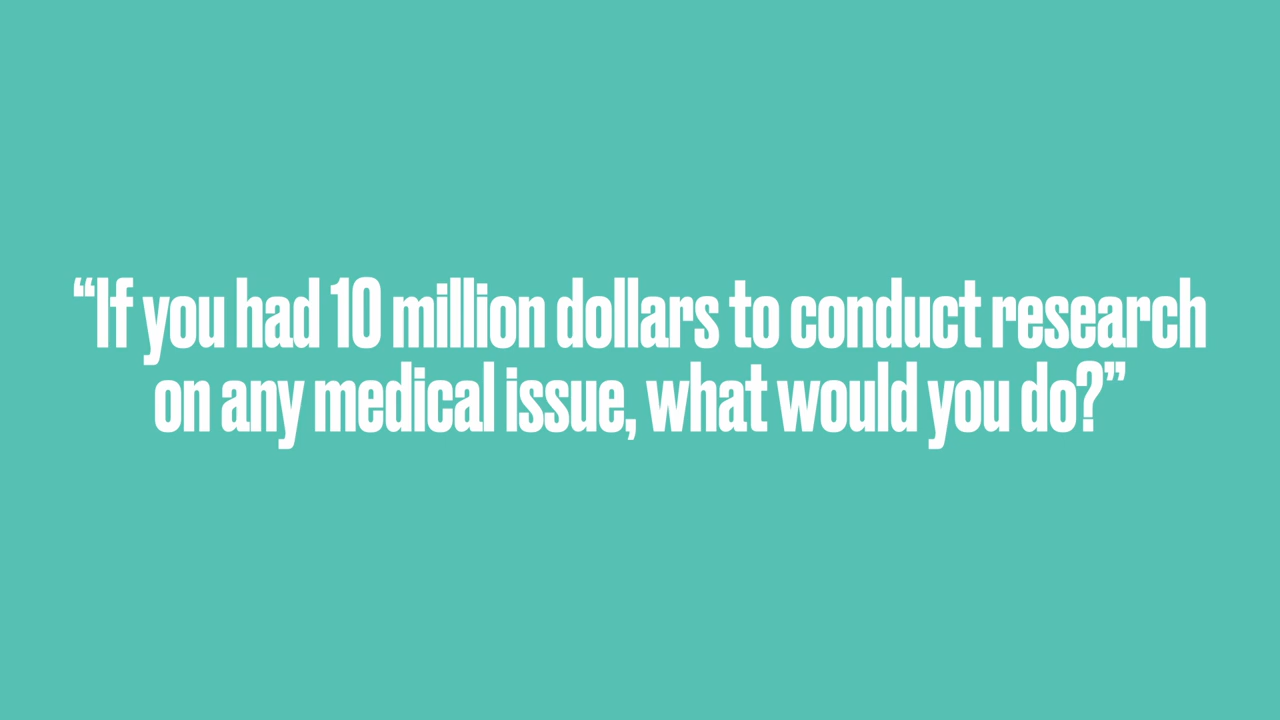 “If you had 10 million dollars to conduct research
on any medical issue, what would you do?”